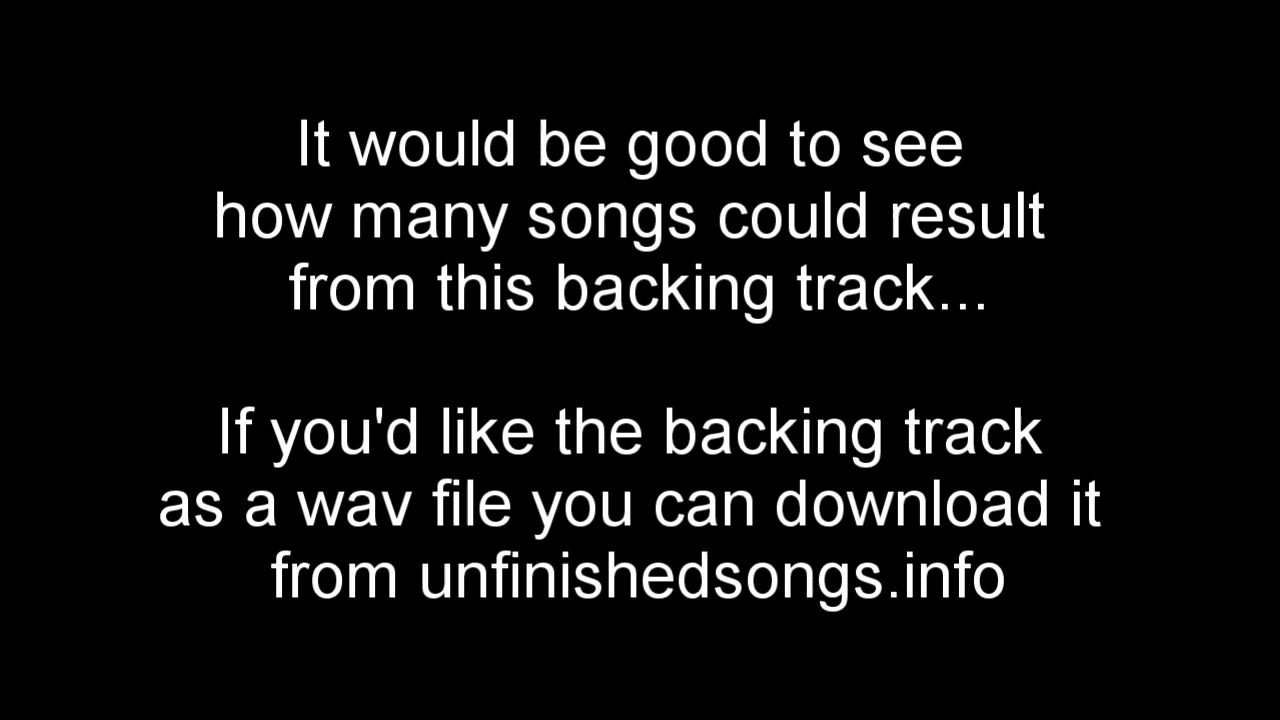 It would be good to see
how many songs could result
from this backing track...
If you'd like the backing track
as a wav file you can download it
from unfinishedsongs.info